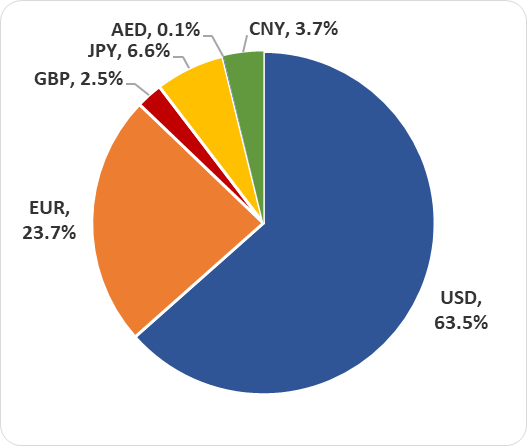 AED, 0.1%
CNY, 3.7%
JPY, 6.6%
GBP, 2.5%
EUR,
23.7%
USD,
63.5%